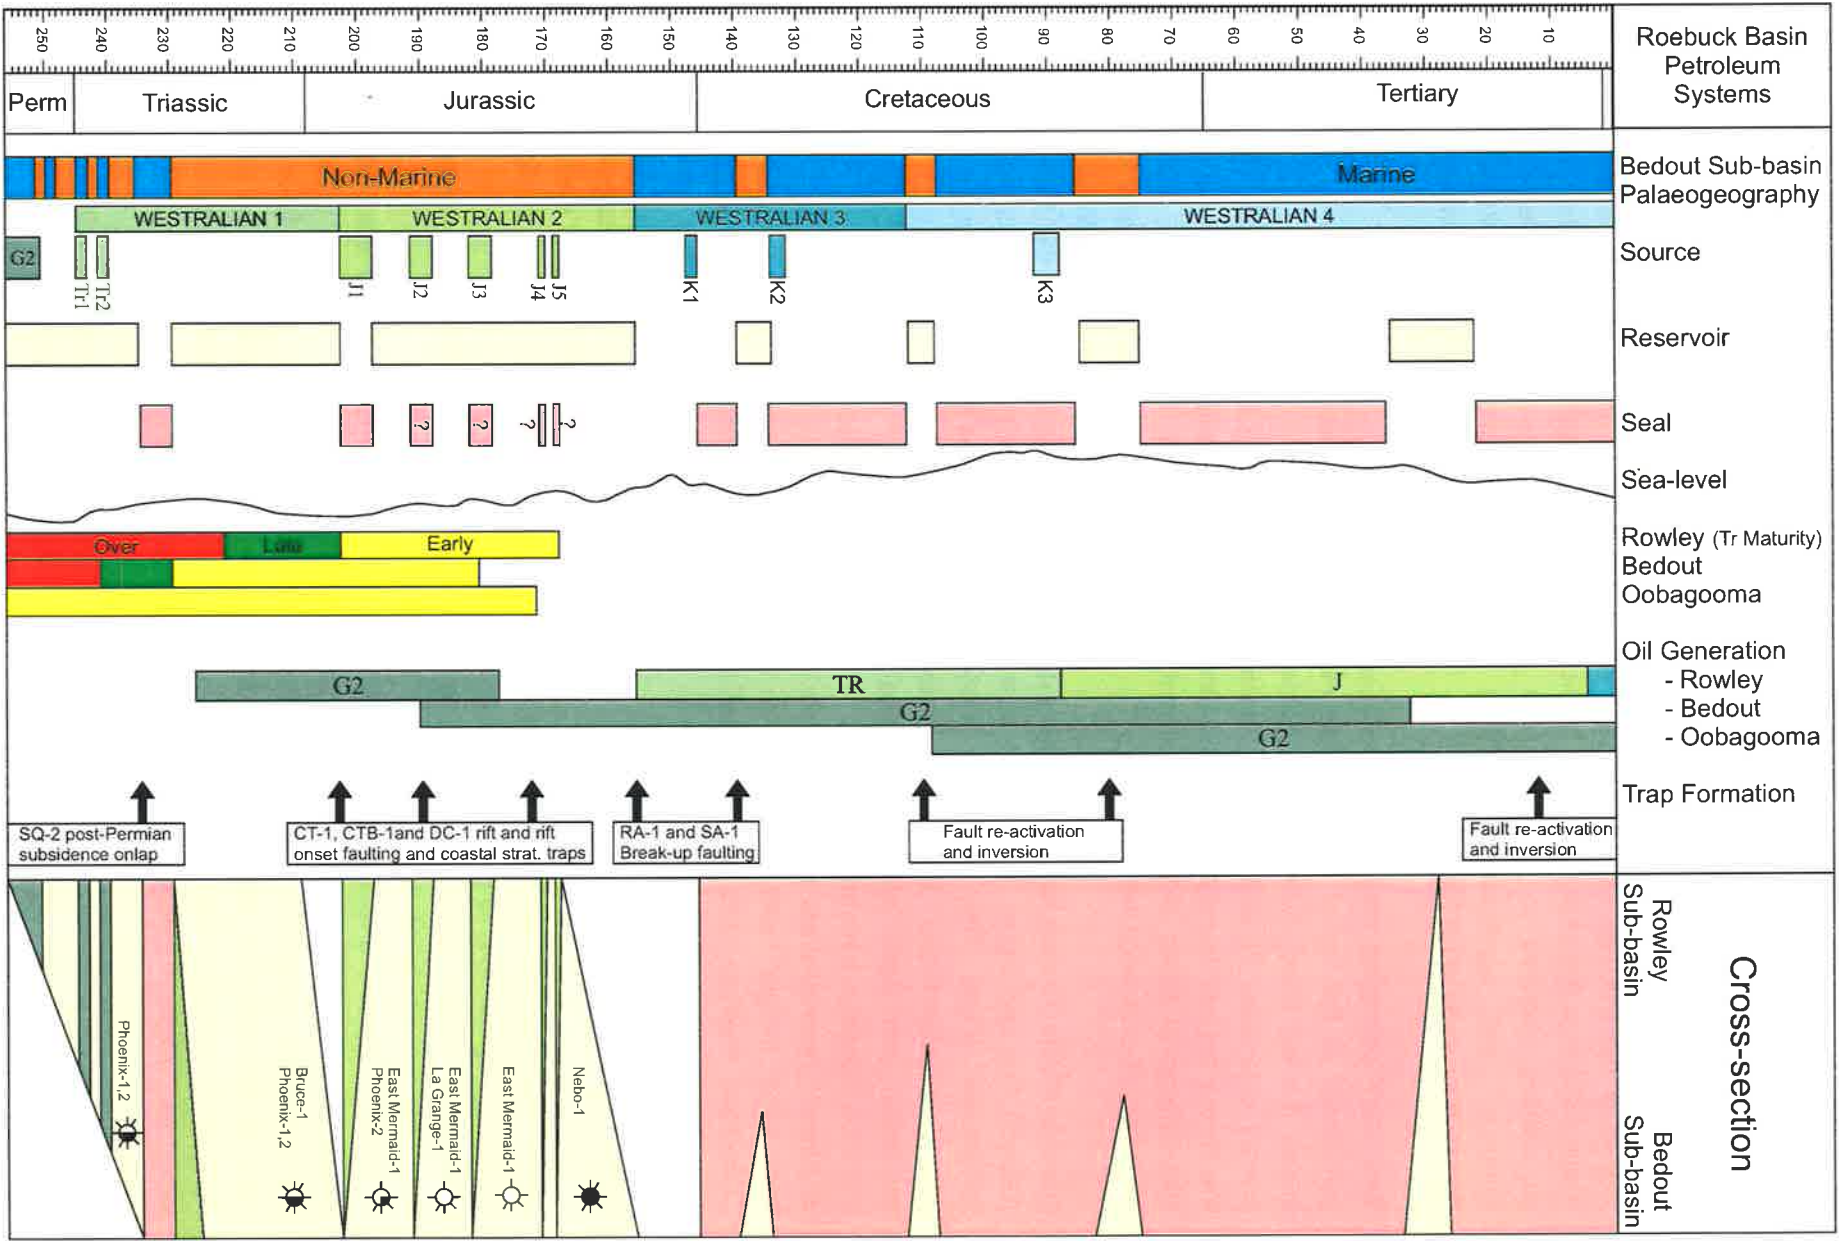 250 240 230 220 210 200 190 180 170 160 150 140 130 120 110 100 90 80 70 60 50 40 30 20 10
Roebuck Basin
Petroleum
Systems
Perm Triassic Jurassic Cretaceous Tertiary
Non-Marine Marine
Bedout Sub-basin
Palaeogeography
WESTRALIAN 1 WESTRALIAN 2 WESTRALIAN 3 WESTRALIAN 4
G2 Source
Tr1 Tr2 J1 J2 J3 J4 J5 K1 K2 K3
Reservoir
? ? ? ? Seal
Sea-level
Over Late Early Rowley (Tr Maturity)
Bedout
Oobagooma
Oil Generation
G2 TR J - Rowley
G2 - Bedout
G2 - Oobagooma
Trap Formation
SQ-2 post-Permian
subsidence onlap
CT-1, CTB-1and DC-1 rift and rift
onset faulting and coastal strat. traps
RA-1 and SA-1
Break-up faulting
Fault re-activation
and inversion
Fault re-activation
and inversion
Phoenix-1,2
Bruce-1
Phoenix-1,2
East Mermaid-1
Phoenix-2
East Mermaid-1
La Grange-1
East Mermaid-1
Nebo-1
Rowley
Sub-basin
Bedout
Sub-basin
Cross-section